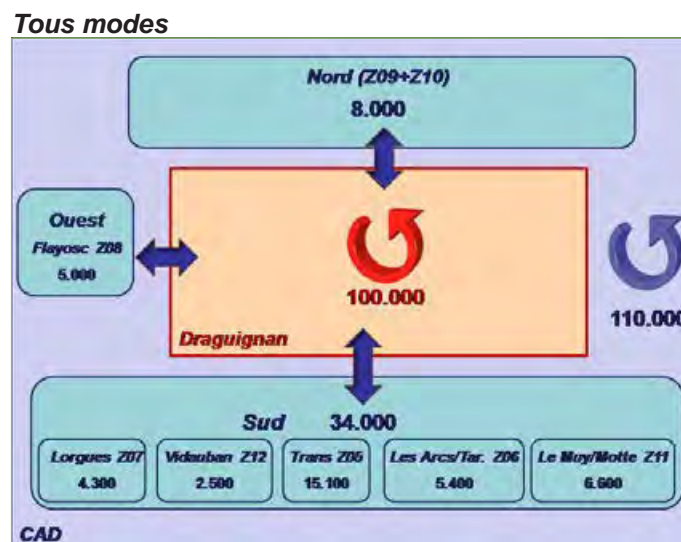 Tous modes
Nord (Z09+Z10)
8.000
Ouest
Flayosc Z08
5.000
100.000
110.000
Draguignan
Sud 34.000
Lorgues Z07
4.300
Vidauban Z12
2.500
Trans Z05
15.100
Les Arcs/Tar. Z06
5.400
Le Muy/Motte Z11
6.600
CAD